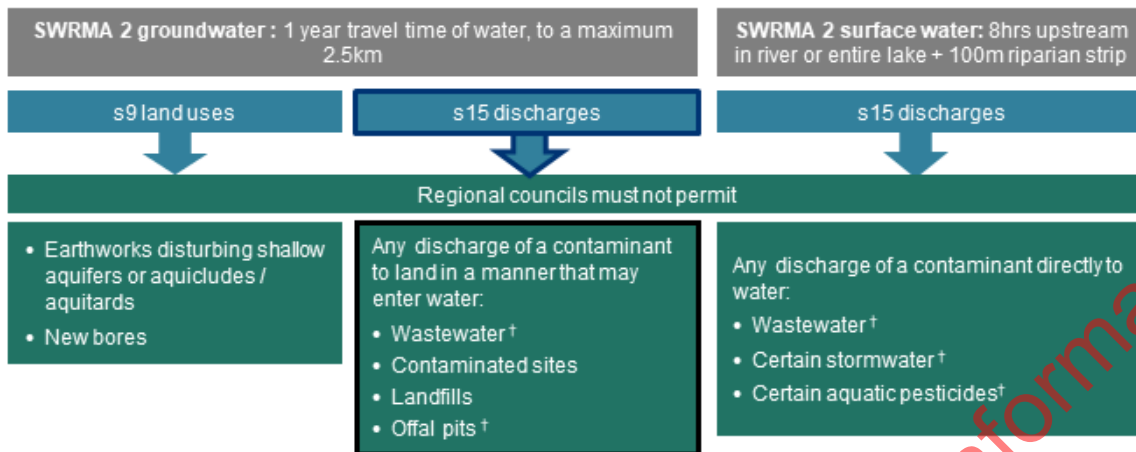 SWRMA 2 groundwater : 1 year travel time of water, to a maximum
2.5km
SWRMA 2 surface water: 8hrs upstream
in river or entire lake + 100m riparian strip
s9 land uses
s15 discharges
s15 discharges
Regional councils must not permit
• Earthworks disturbing shallow
aquifers or aquicludes /
aquitards
• New bores
Any discharge of a contaminant
to land in a manner that may
enter water:
• Wastewater †
• Contaminated sites
• Landfills
• Offal pits †
Any discharge of a contaminant directly to
water:
• Wastewater †
• Certain stormwater †
• Certain aquatic pesticides†